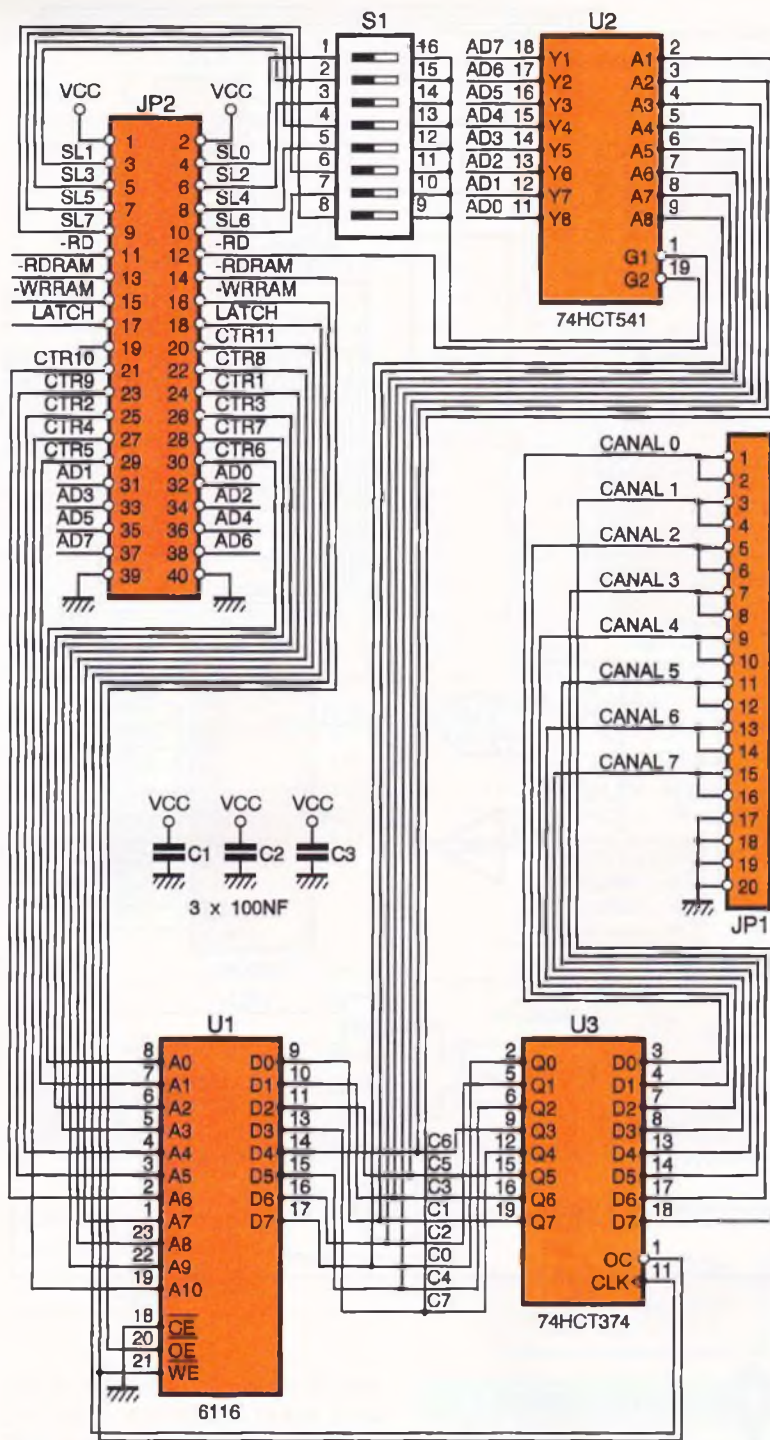 S1
1 16
2 15
3 14
4 13
5 12
6 11
7 10
8 9
U2
AD7 18 Y1 A1 2
AD6 17 Y2 A2 3
AD5 16 Y3 A3 4
AD4 15 Y4 A4 5
AD3 14 Y5 A5 6
AD2 13 Y6 A6 7
AD1 12 Y7 A7 8
AD0 11 Y8 A8 9
G1 1
G2 19
74HCT541
VCC JP2 VCC
1 2
SL1 3 4 SL0
SL3 5 6 SL2
SL5 7 8 SL4
SL7 9 10 SL6
-RD 11 12 -RD
-RDRAM 13 14 -RDRAM
-WRRAM 15 16 -WRRAM
LATCH 17 18 LATCH
19 20 CTR11
CTR10 21 22 CTR8
CTR9 23 24 CTR1
CTR2 25 26 CTR3
CTR4 27 28 CTR7
CTR5 29 30 CTR6
AD1 31 32 AD0
AD3 33 34 AD2
AD5 35 36 AD4
AD7 37 38 AD6
39 40
CANAL 0 1
2
CANAL 1 3
4
CANAL 2 5
6
CANAL 3 7
8
CANAL 4 9
10
CANAL 5 11
12
CANAL 6 13
14
CANAL 7 15
16
17
18
19
20
JP1
VCC VCC VCC
C1 C2 C3
3 x 100NF
U1
8 A0 D0 9
7 A1 D1 10
6 A2 D2 11
5 A3 D3 13
4 A4 D4 14
3 A5 D5 15
2 A6 D6 16
1 A7 D7 17
23 A8
22 A9
19 A10
18 CE
20 OE
21 WE
6116
C6
C5
C3
C1
C2
C0
C4
C7
U3
2 Q0 D0 3
5 Q1 D1 4
6 Q2 D2 7
9 Q3 D3 8
12 Q4 D4 13
15 Q5 D5 14
16 Q6 D6 17
19 Q7 D7 18
OC 1
CLK 11
74HCT374